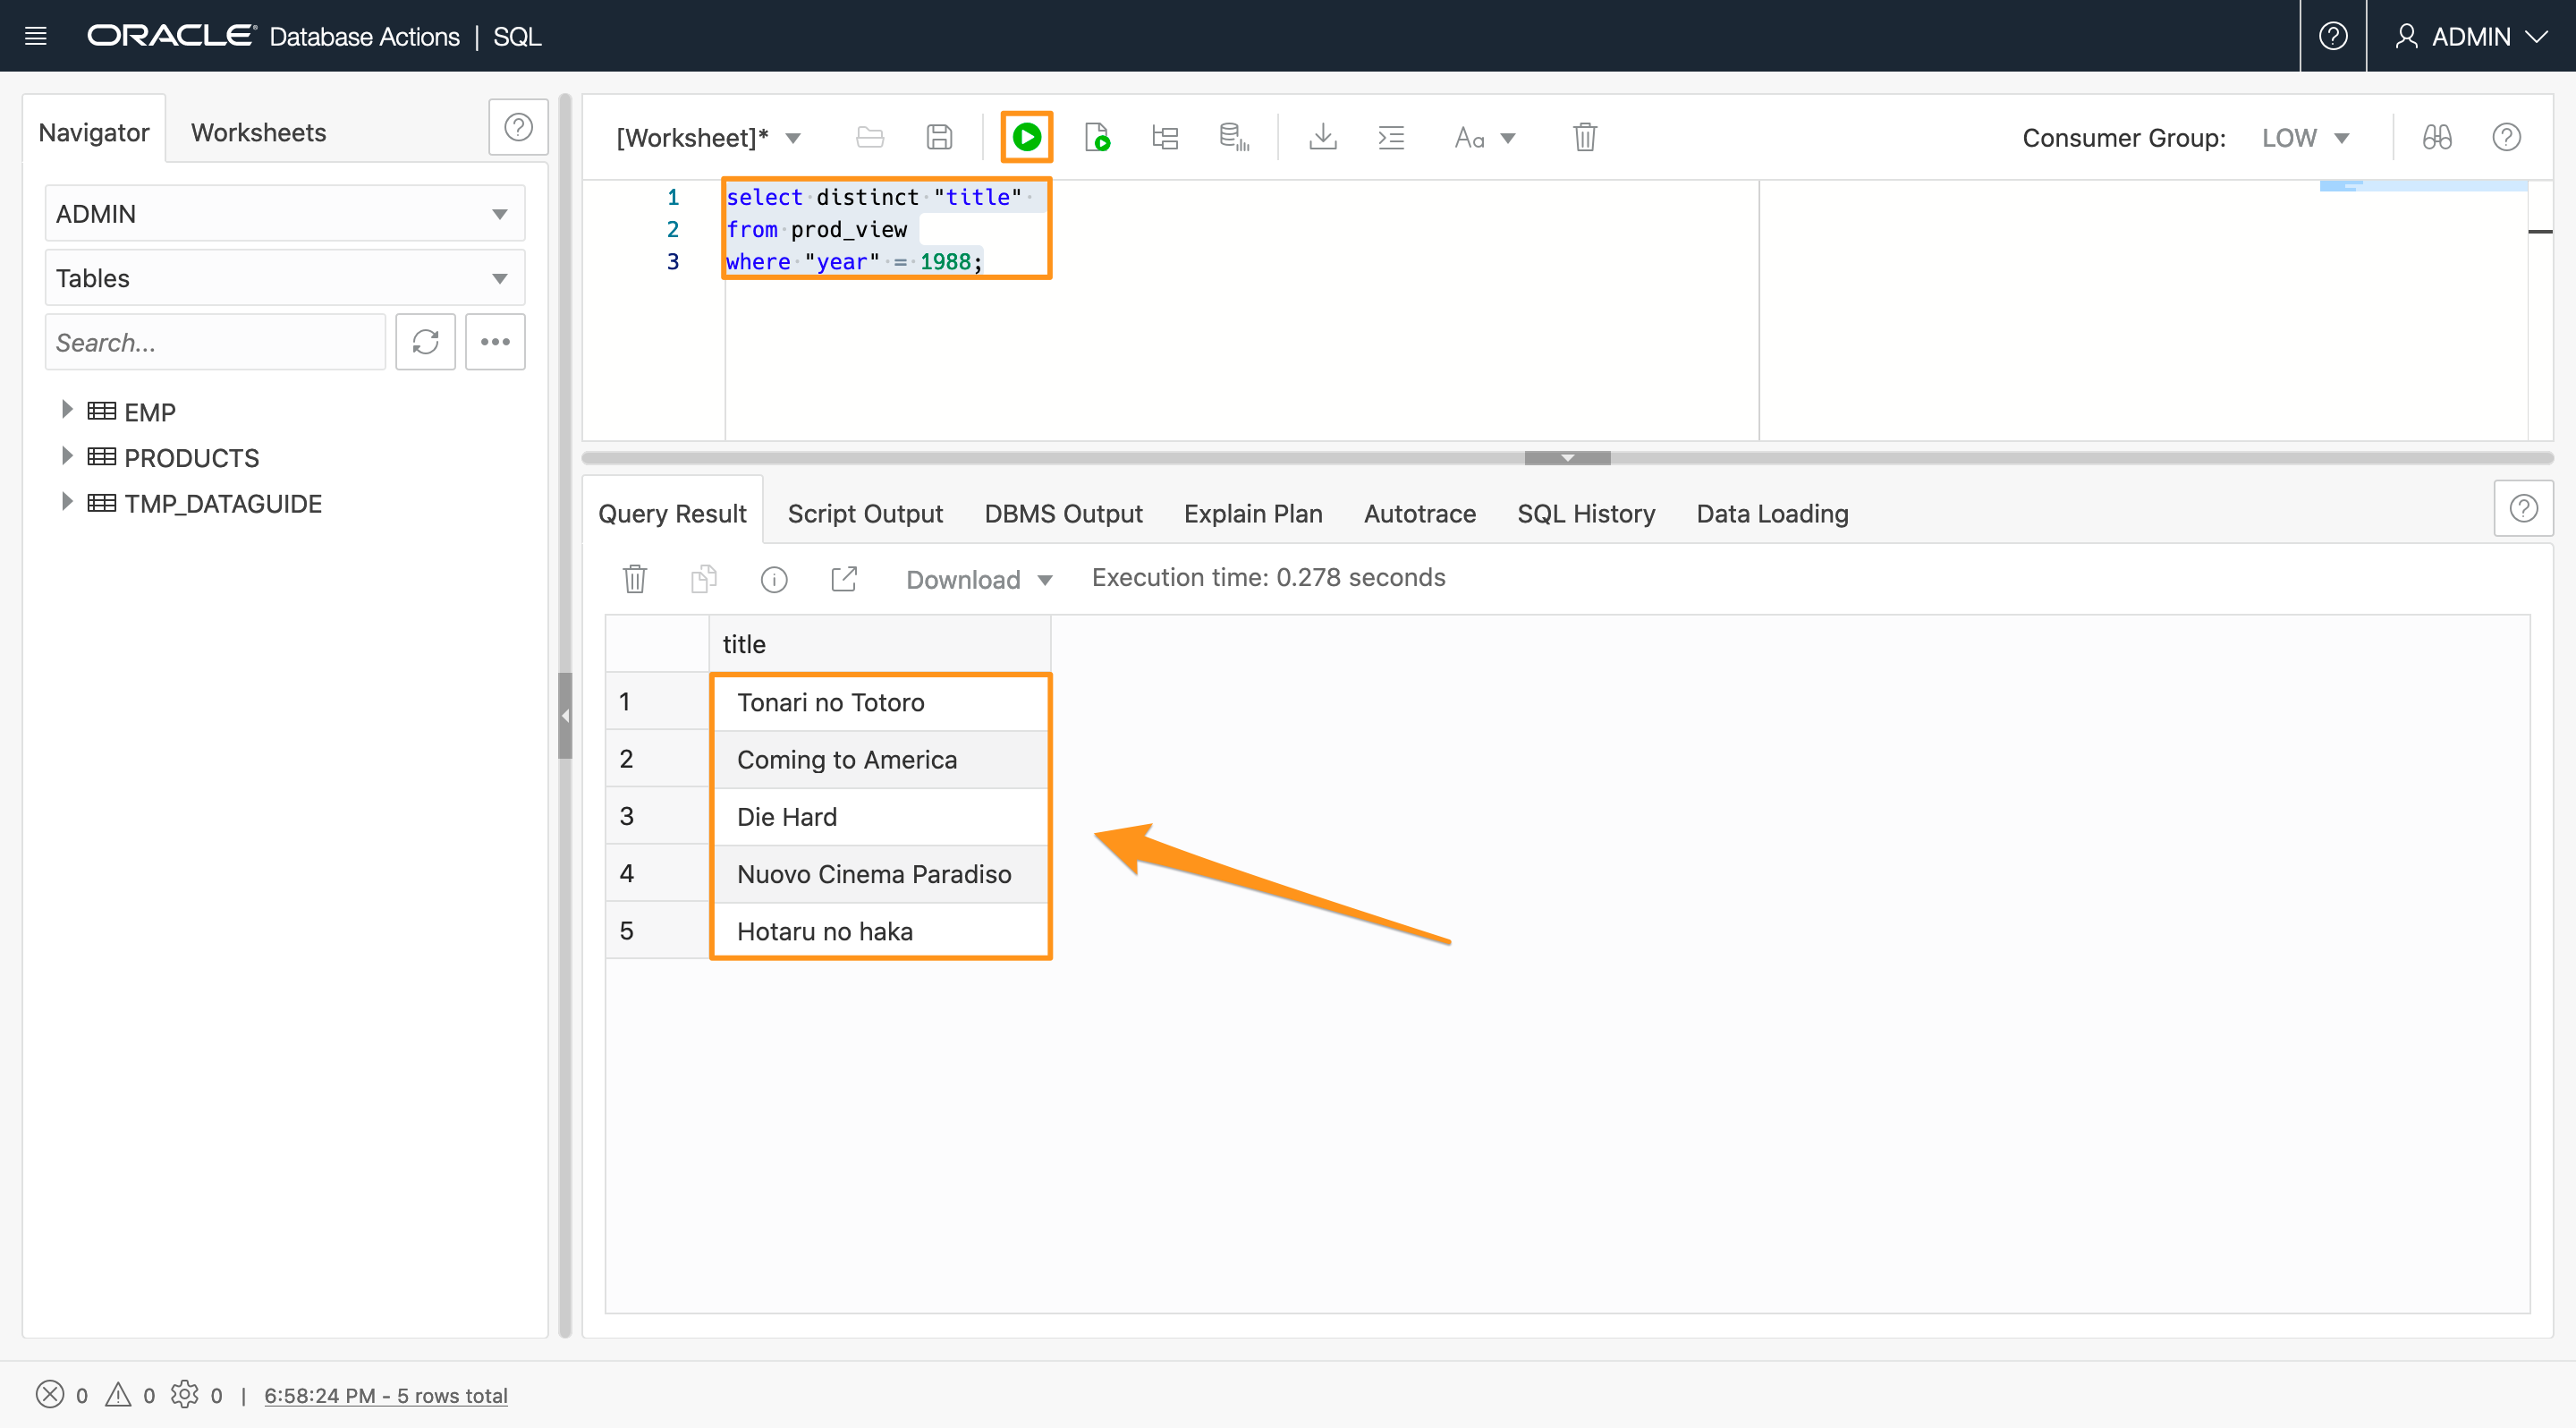 ORACLE Database Actions | SQL
ADMIN
Navigator
Worksheets
[Worksheet]*
Aa
Consumer Group: LOW
ADMIN
Tables
Search...
EMP
PRODUCTS
TMP_DATAGUIDE
1 select distinct "title"
2 from prod_view
3 where "year" = 1988;
Query Result
Script Output
DBMS Output
Explain Plan
Autotrace
SQL History
Data Loading
Download
Execution time: 0.278 seconds
title
1 Tonari no Totoro
2 Coming to America
3 Die Hard
4 Nuovo Cinema Paradiso
5 Hotaru no haka
0 0 0 | 6:58:24 PM - 5 rows total